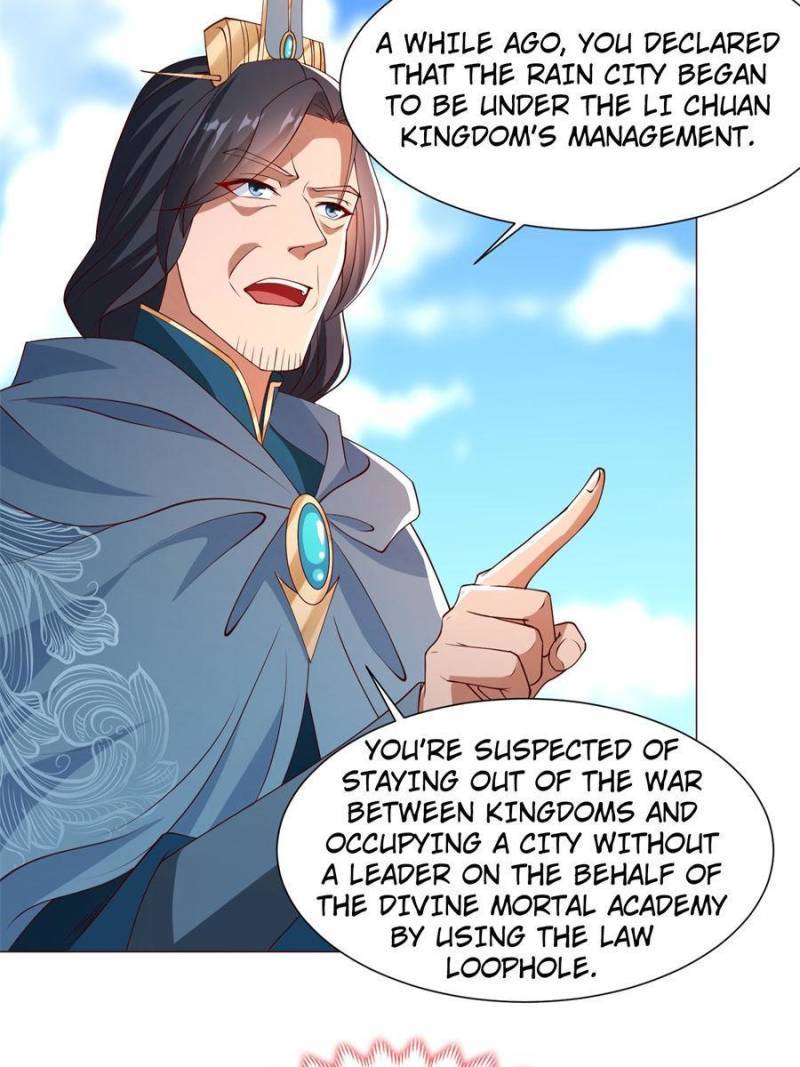 A WHILE AGO, YOU DECLARED
THAT THE RAIN CITY BEGAN
TO BE UNDER THE LI CHUAN
KINGDOM'S MANAGEMENT.
YOU'RE SUSPECTED OF
STAYING OUT OF THE WAR
BETWEEN KINGDOMS AND
OCCUPYING A CITY WITHOUT
A LEADER ON THE BEHALF OF
THE DIVINE MORTAL ACADEMY
BY USING THE LAW
LOOPHOLE.